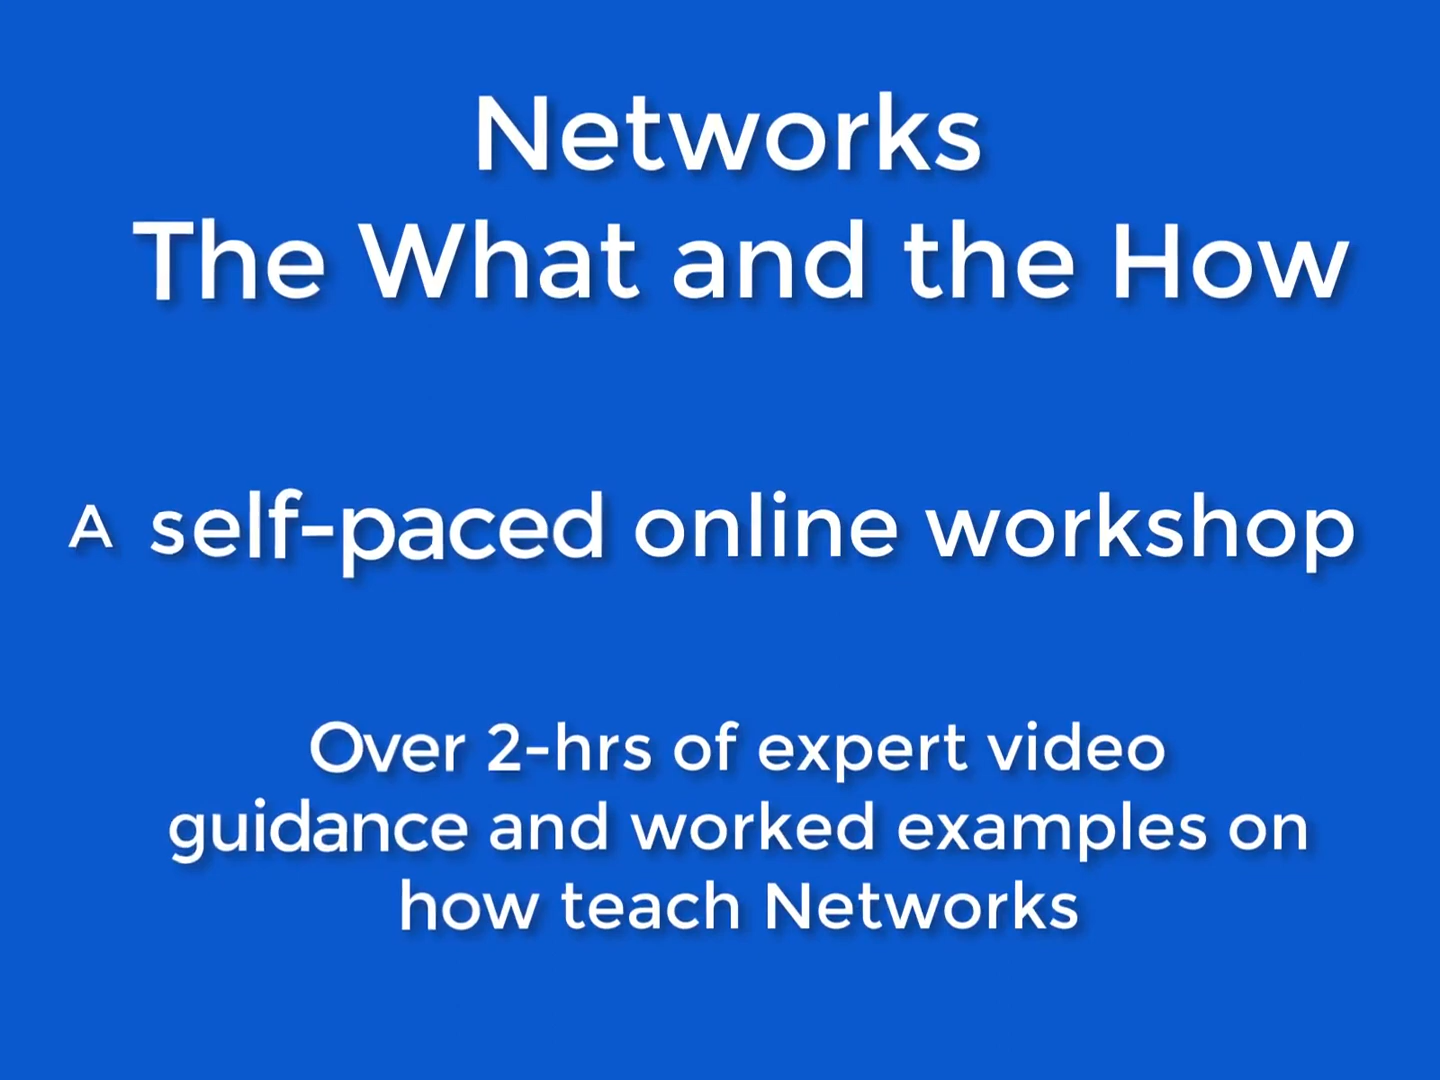 Networks
The What and the How
A self-paced online workshop
Over 2-hrs of expert video
guidance and worked examples on
how teach Networks